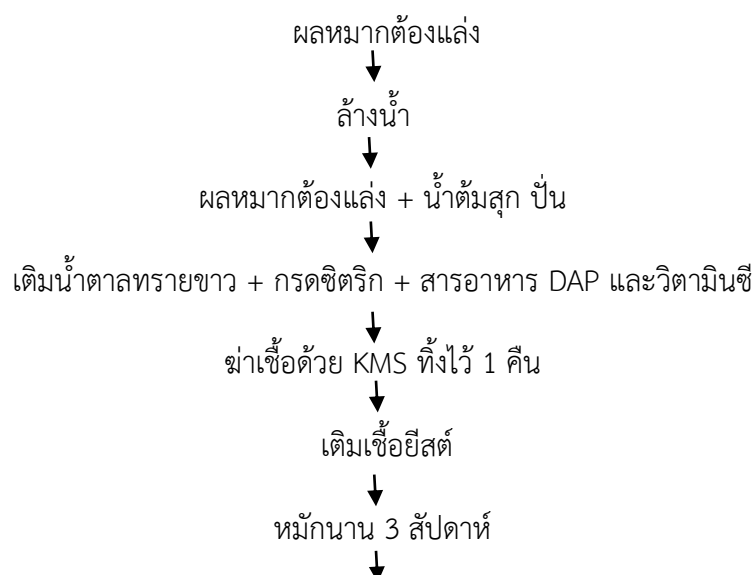 ผลหมากต้องแล่ง
ล้างน้ำ
ผลหมากต้องแล่ง + น้ำต้มสุก ปั่น
เติมน้ำตาลทรายขาว + กรดซิตริก + สารอาหาร DAP และวิตามินซี
ฆ่าเชื้อด้วย KMS ทิ้งไว้ 1 คืน
เติมเชื้อยีสต์
หมักนาน 3 สัปดาห์